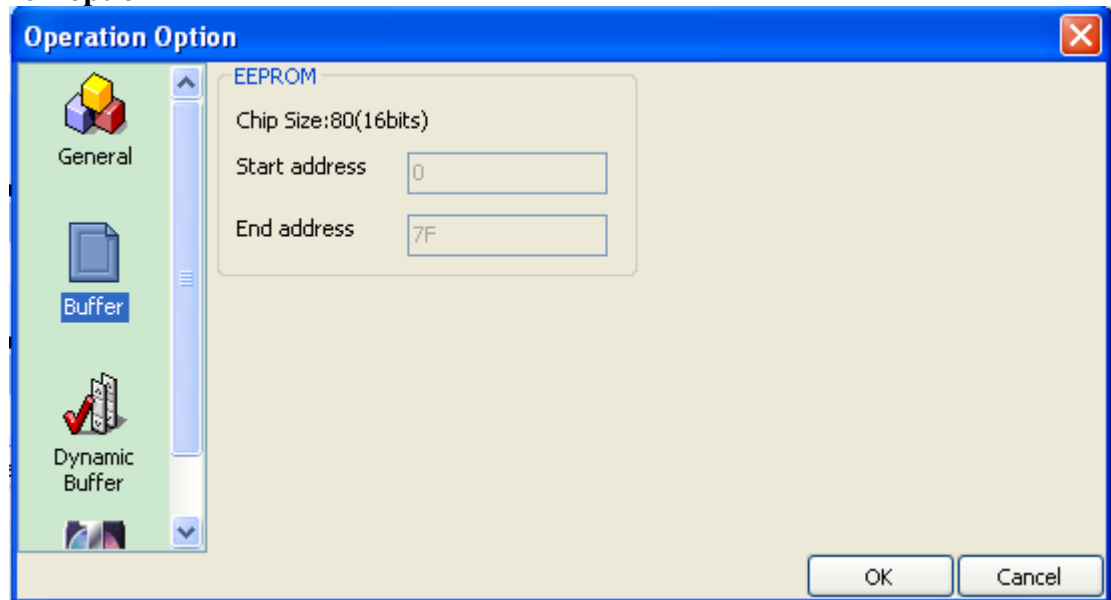 Operation Option
General
Buffer
Dynamic
Buffer
EEPROM
Chip Size:80(16bits)
Start address
0
End address
7F
OK
Cancel